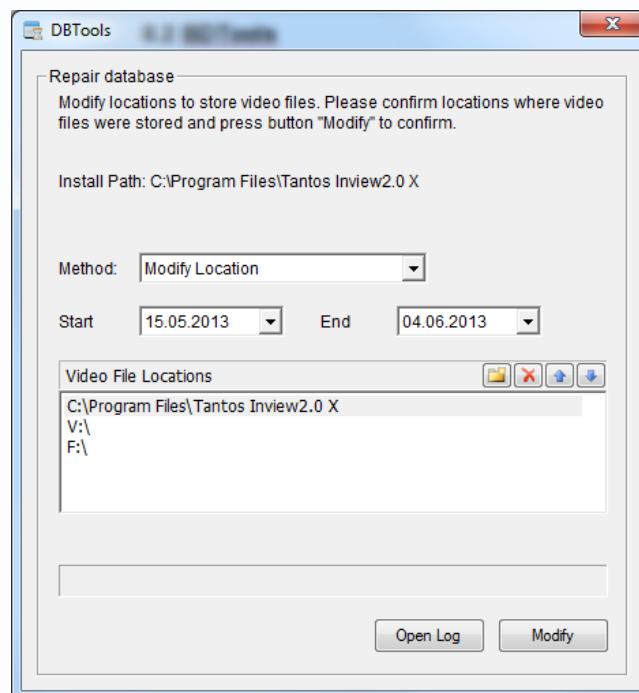 DBTools
Repair database
Modify locations to store video files. Please confirm locations where video
files were stored and press button "Modify" to confirm.
Install Path: C:\Program Files\Tantos Inview2.0 X
Method: Modify Location
Start 15.05.2013 End 04.06.2013
Video File Locations
C:\Program Files\Tantos Inview2.0 X
V:\
F:\
Open Log Modify